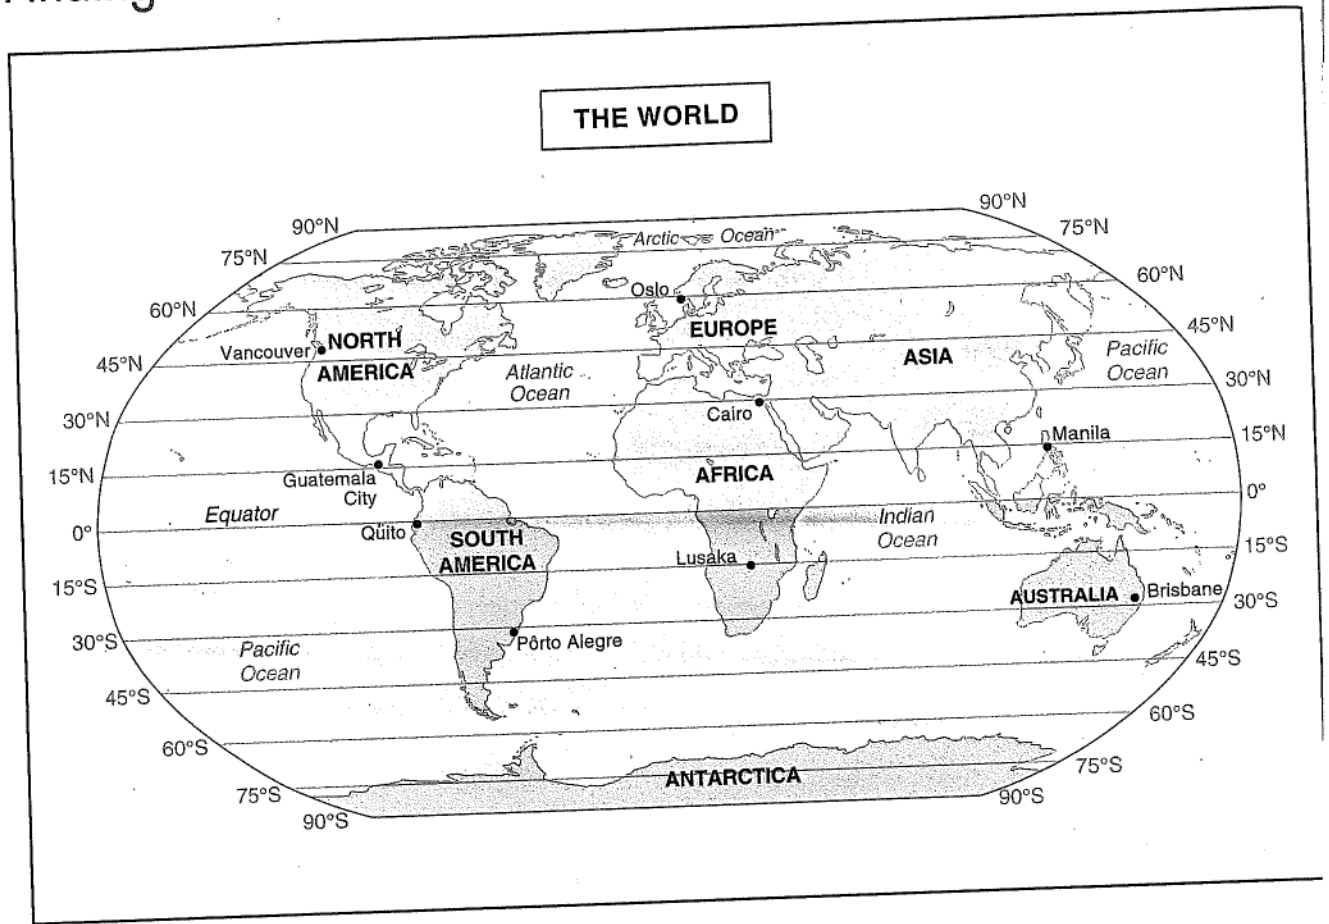 THE WORLD
90°N
90°N
75°N
Arctic Ocean
75°N
60°N
Oslo
60°N
NORTH
EUROPE
45°N
Vancouver
45°N
AMERICA
Atlantic
Ocean
ASIA
Pacific
Ocean
30°N
30°N
Cairo
Manila
15°N
15°N
Guatemala
City
AFRICA
Equator
0°
0°
Qüito
SOUTH
AMERICA
Indian
Ocean
Lusaka
15°S
15°S
AUSTRALIA
Brisbane
30°S
30°S
Pôrto Alegre
Pacific
Ocean
45°S
45°S
60°S
60°S
ANTARCTICA
75°S
75°S
90°S
90°S